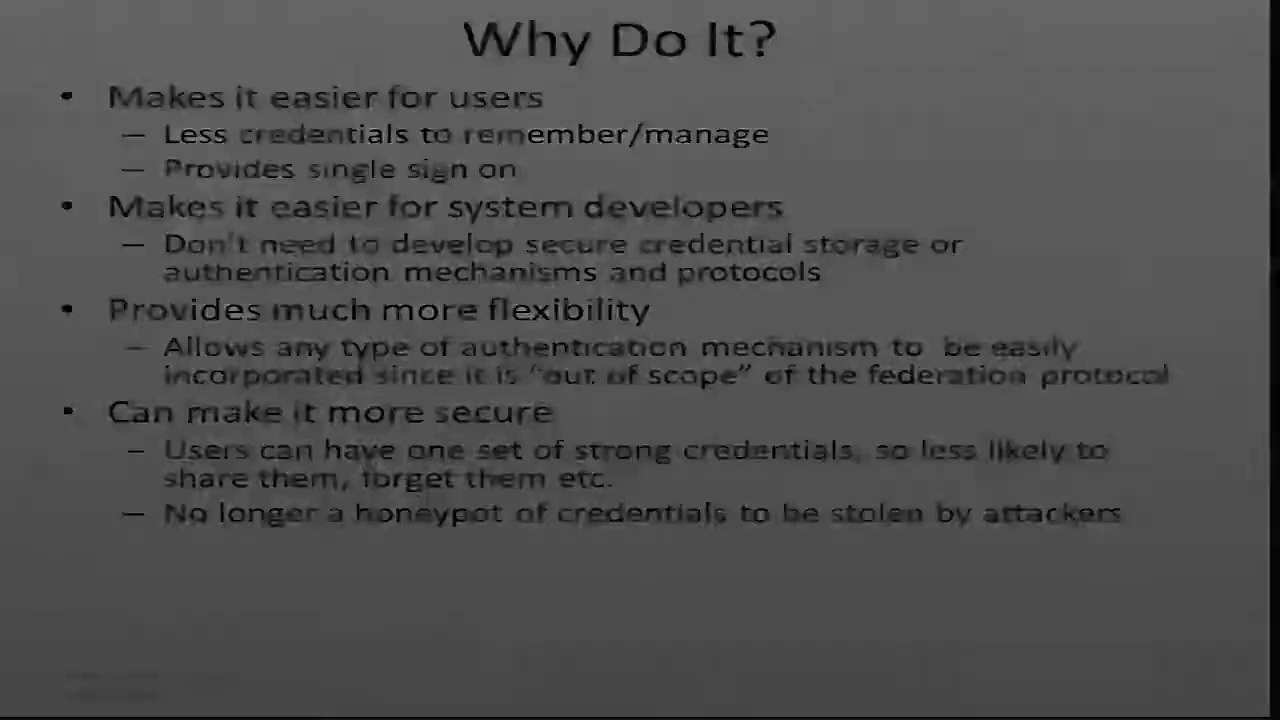 Why Do It?
• Makes it easier for users
– Less credentials to remember/manage
– Provides single sign on
• Makes it easier for system developers
– Don't need to develop secure credential storage or
authentication mechanisms and protocols
• Provides much more flexibility
– Allows any type of authentication mechanism to be easily
incorporated since it is "out of scope" of the federation protocol
• Can make it more secure
– Users can have one set of strong credentials, so less likely to
share them, forget them etc.
– No longer a honeypot of credentials to be stolen by attackers